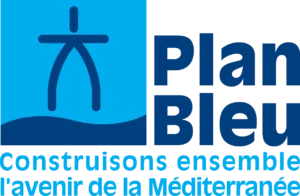 Plan
Bleu
Construisons ensemble
l'avenir de la Méditerranée